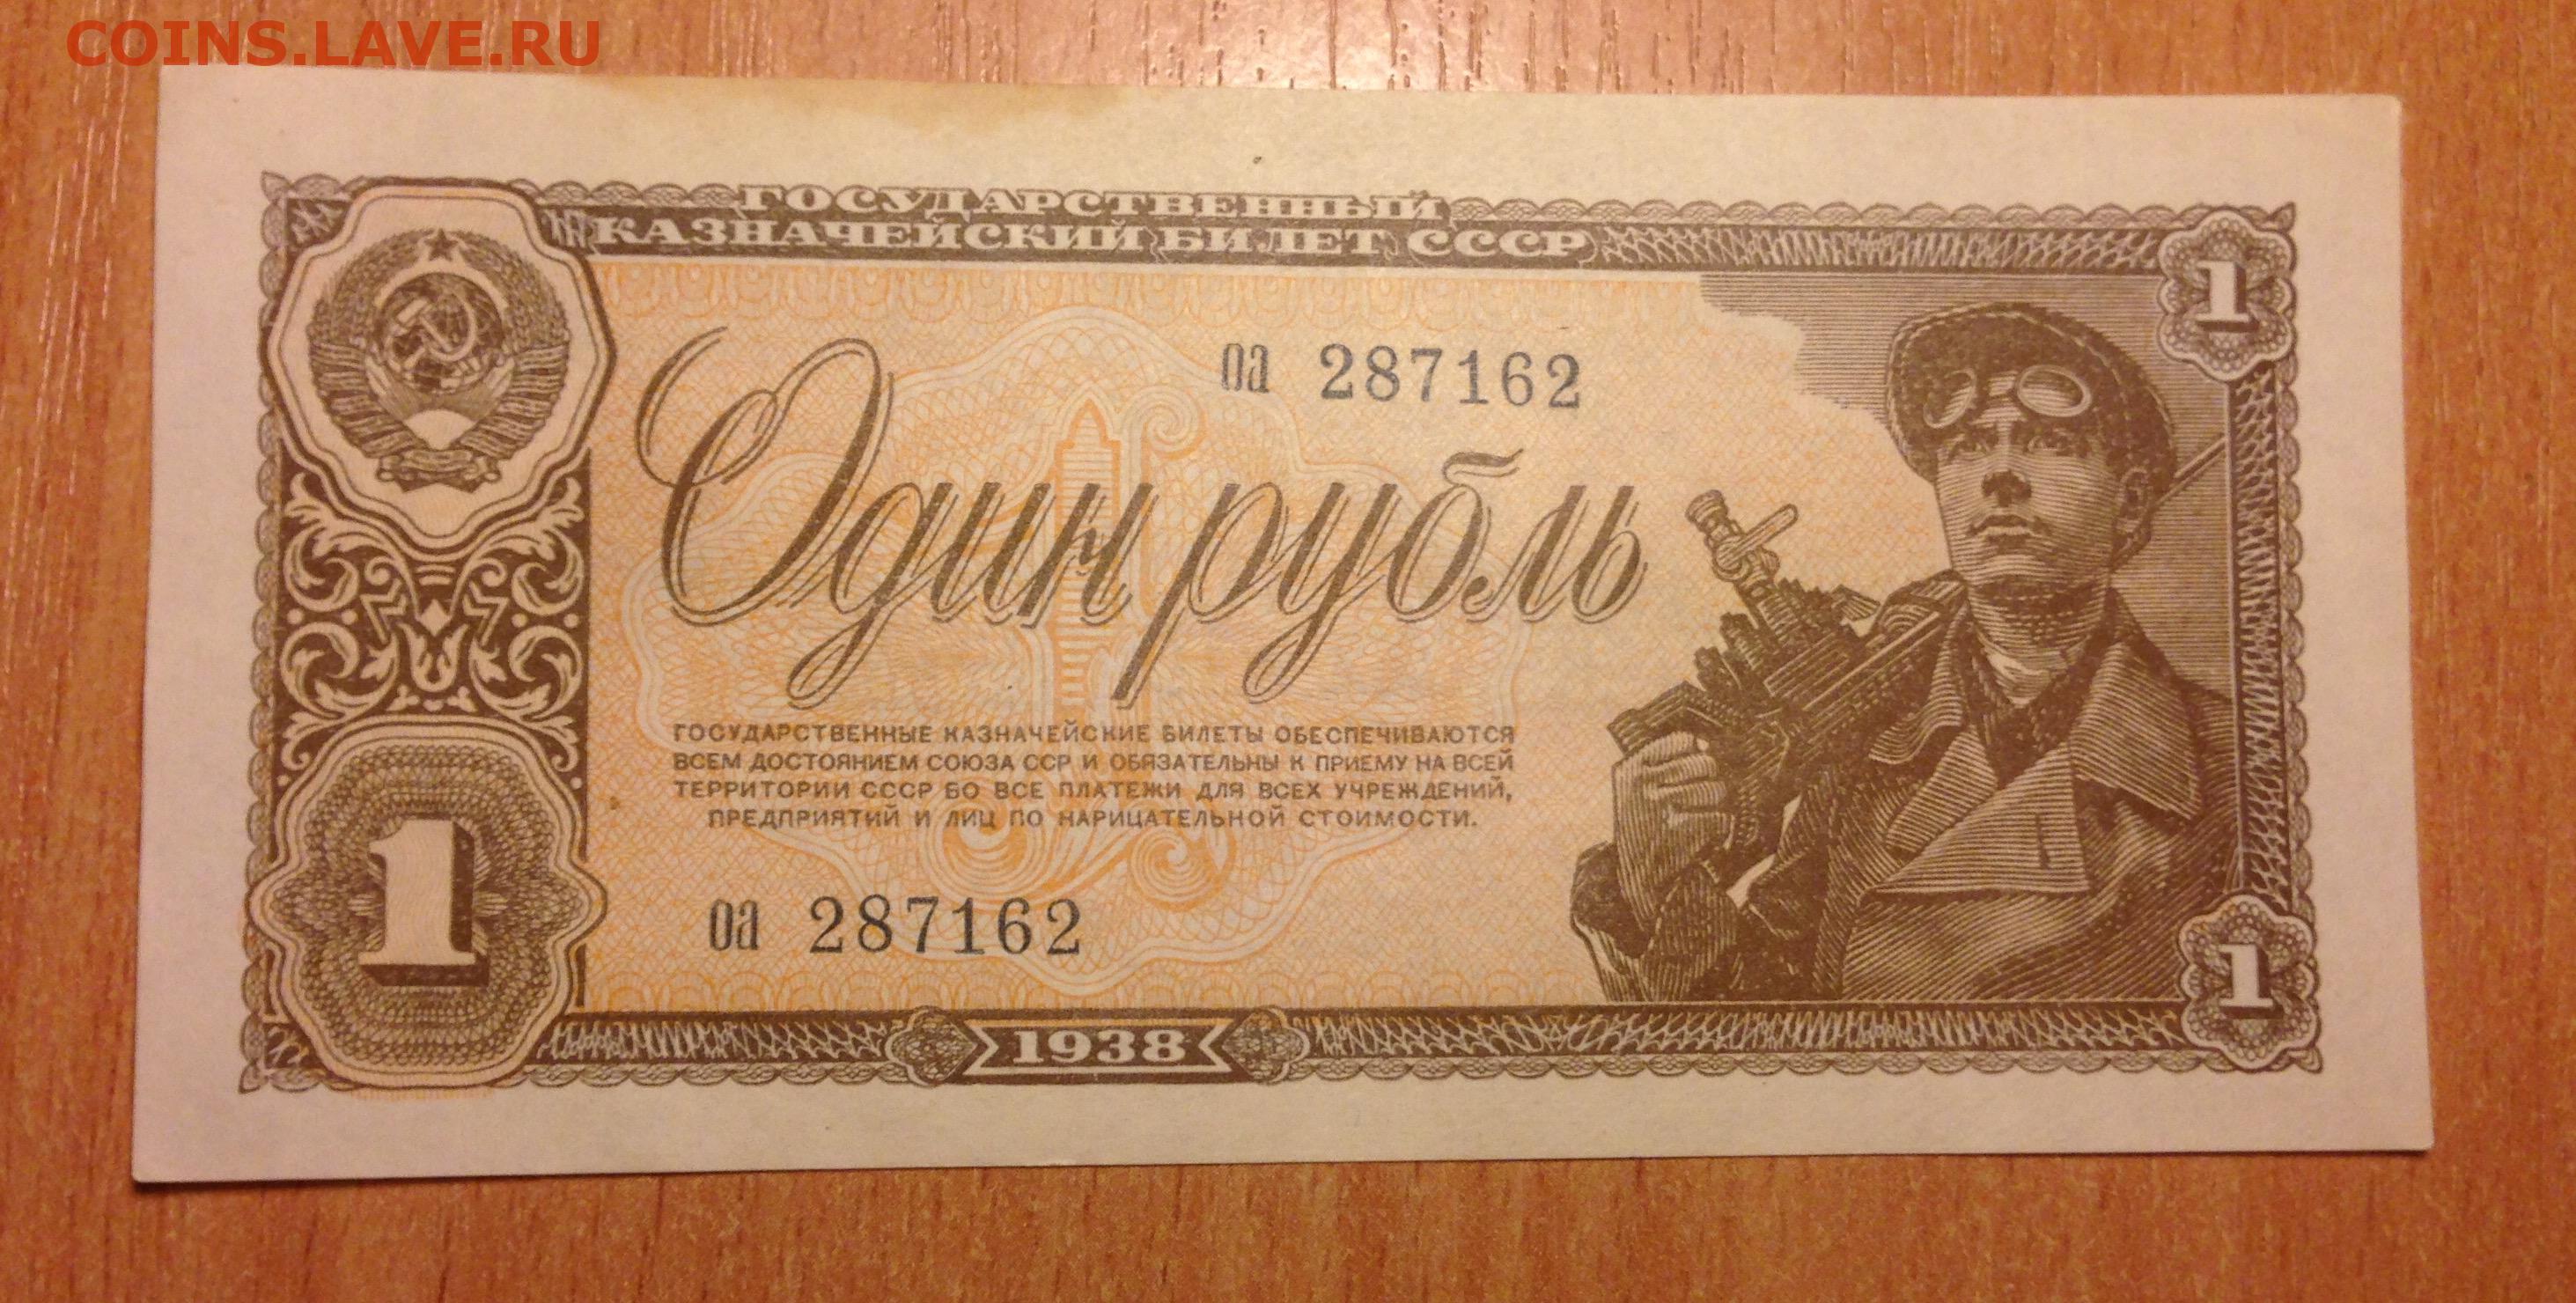 COINS.LAVE.RU
ГОСУДАРСТВЕННЫЙ
КАЗНАЧЕЙСКИЙ БИЛЕТ СССР
1
оа 287162
Один рубль
ГОСУДАРСТВЕННЫЕ КАЗНАЧЕЙСКИЕ БИЛЕТЫ ОБЕСПЕЧИВАЮТСЯ
ВСЕМ ДОСТОЯНИЕМ СОЮЗА ССР И ОБЯЗАТЕЛЬНЫ К ПРИЕМУ НА ВСЕЙ
ТЕРРИТОРИИ СССР ВО ВСЕ ПЛАТЕЖИ ДЛЯ ВСЕХ УЧРЕЖДЕНИЙ,
ПРЕДПРИЯТИЙ И ЛИЦ ПО НАРИЦАТЕЛЬНОЙ СТОИМОСТИ.
1
оа 287162
1
1938